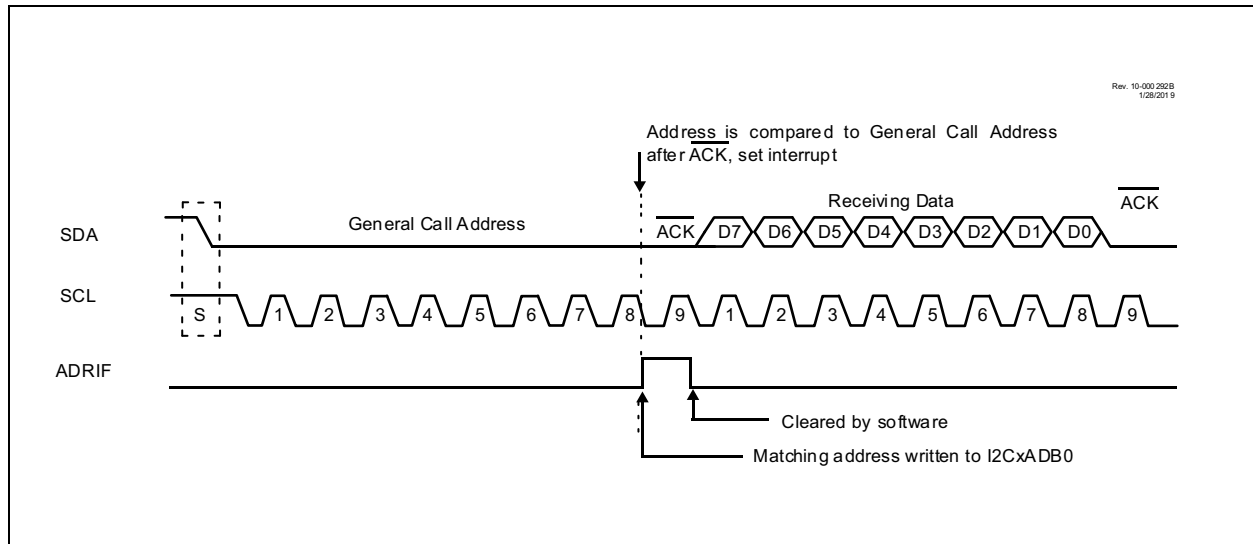 Rev. 10-000 292B
1/28/201 9
Address is compared to General Call Address
after ACK, set interrupt
Receiving Data
ACK
General Call Address
SDA
ACK D7 D6 D5 D4 D3 D2 D1 D0
SCL
S 1 2 3 4 5 6 7 8 9 1 2 3 4 5 6 7 8 9
ADRIF
Cleared by software
Matching address written to I2CxADB0